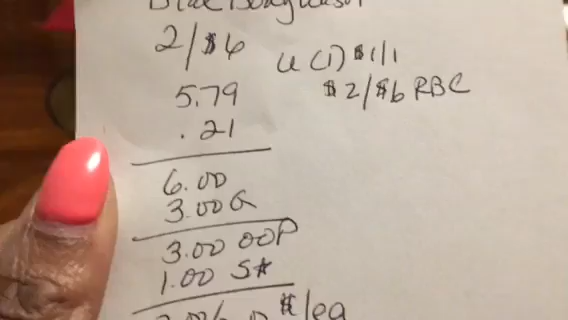 2/$6
u (1) $1/1
$2/$6 RBC
5.79
.21
6.00
3.00 G
3.00 OOP
1.00